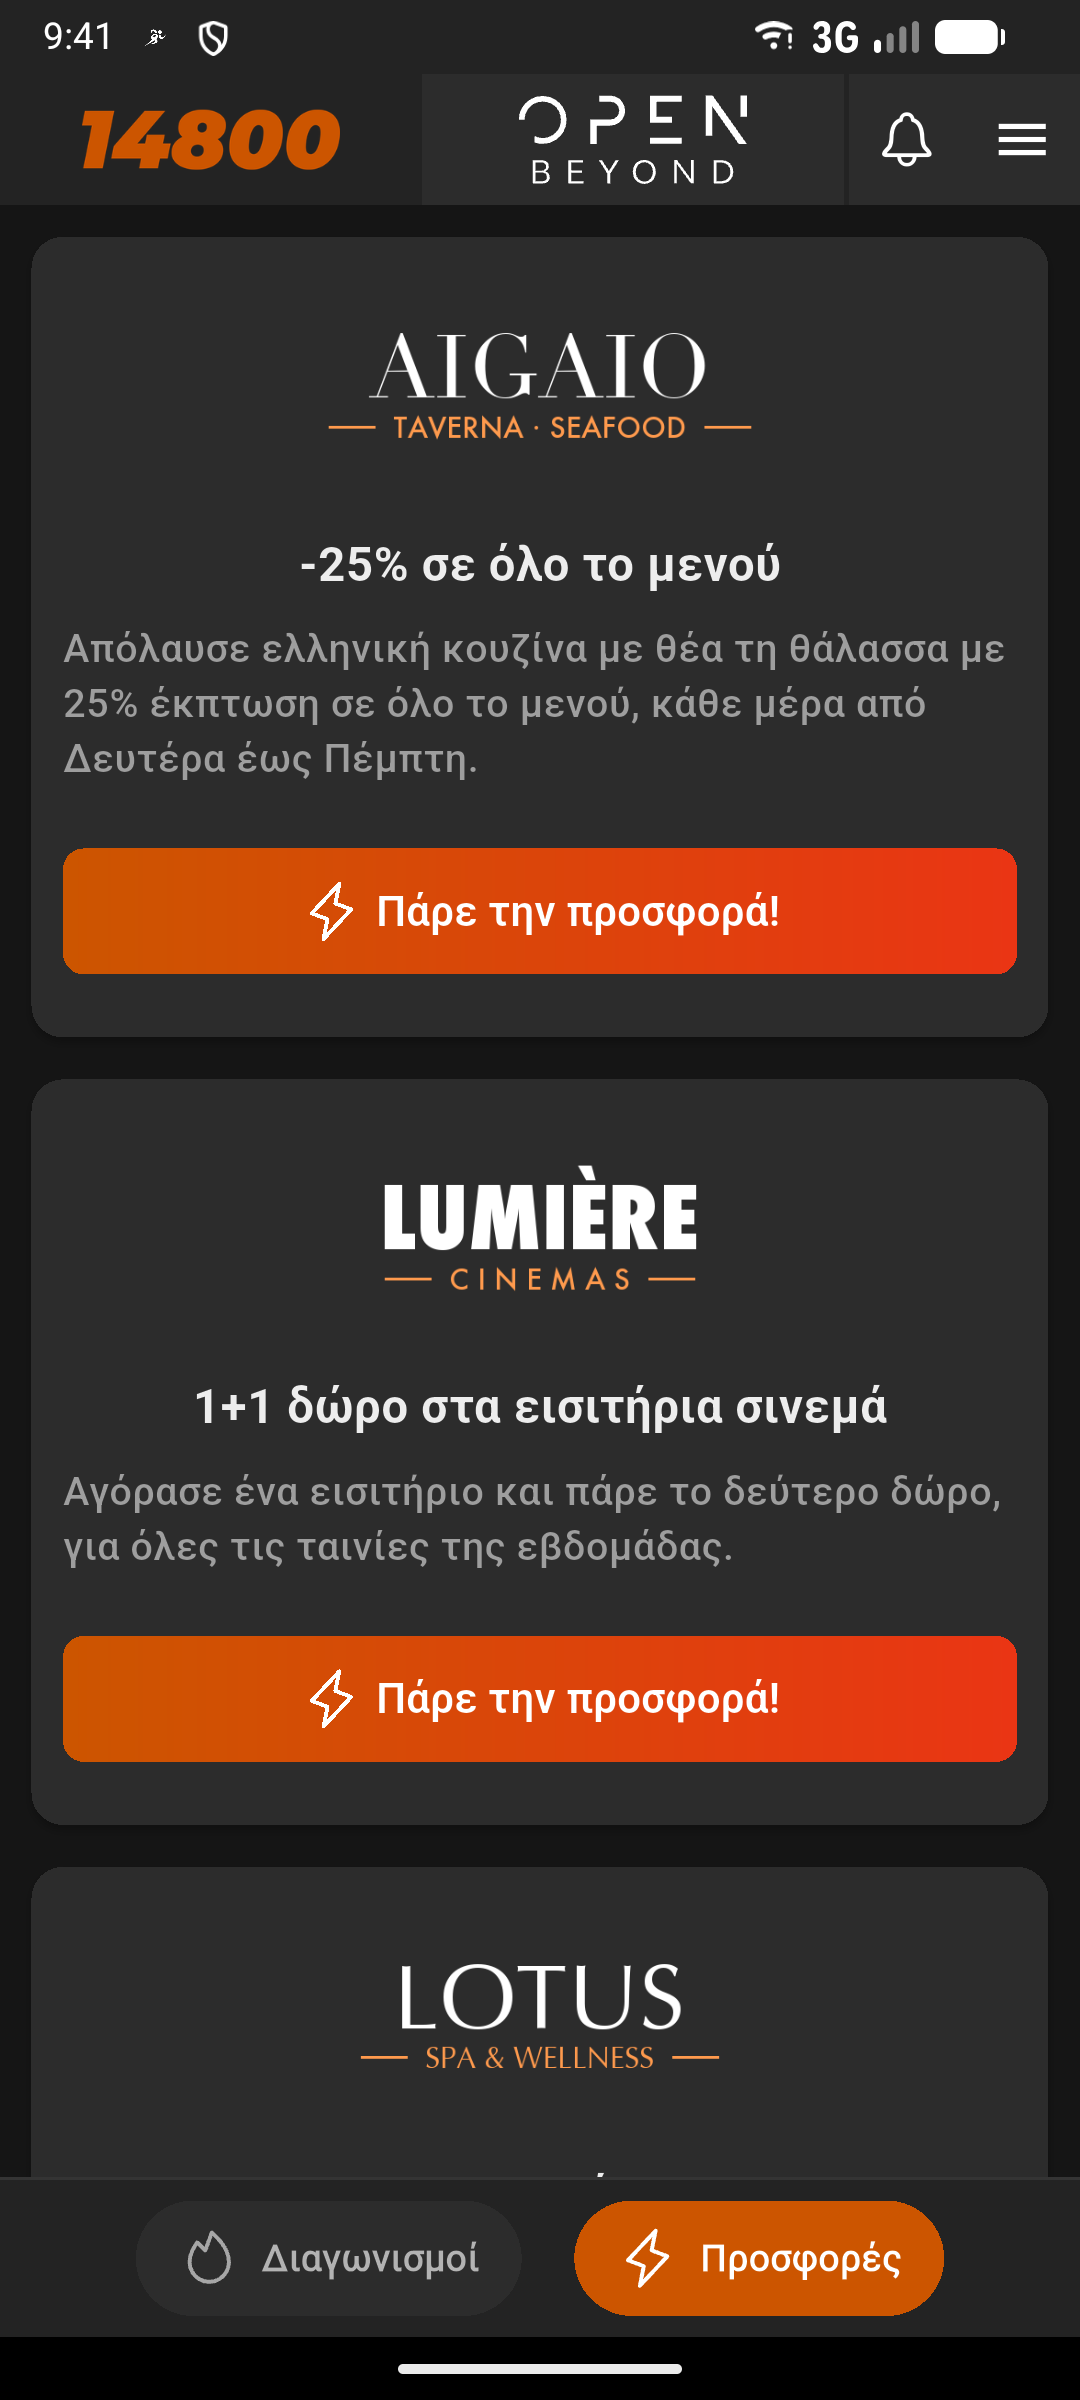 9:41
3G
14800
OPEN
BEYOND
AIGAIO
TAVERNA · SEAFOOD
-25% σε όλο το μενού
Απόλαυσε ελληνική κουζίνα με θέα τη θάλασσα με
25% έκπτωση σε όλο το μενού, κάθε μέρα από
Δευτέρα έως Πέμπτη.
Πάρε την προσφορά!
LUMIÈRE
CINEMAS
1+1 δώρο στα εισιτήρια σινεμά
Αγόρασε ένα εισιτήριο και πάρε το δεύτερο δώρο,
για όλες τις ταινίες της εβδομάδας.
Πάρε την προσφορά!
LOTUS
SPA & WELLNESS
Διαγωνισμοί
Προσφορές